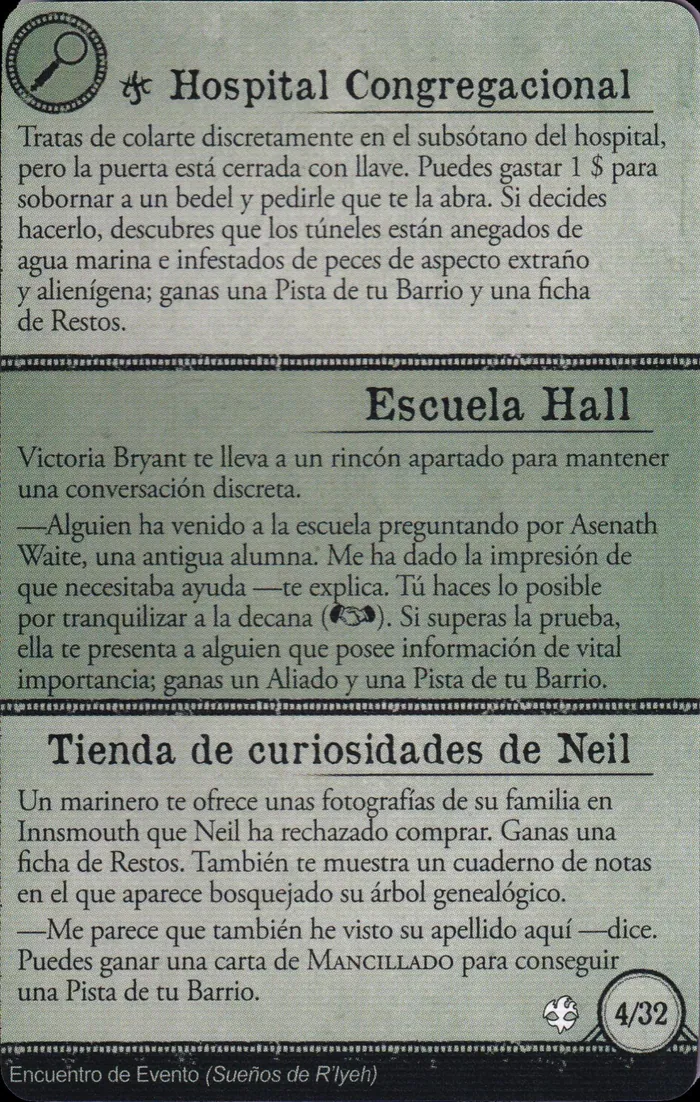 Hospital Congregacional
Tratas de colarte discretamente en el subsótano del hospital,
pero la puerta está cerrada con llave. Puedes gastar 1 $ para
sobornar a un bedel y pedirle que te la abra. Si decides
hacerlo, descubres que los túneles están anegados de
agua marina e infestados de peces de aspecto extraño
y alienígena; ganas una Pista de tu Barrio y una ficha
de Restos.
Escuela Hall
Victoria Bryant te lleva a un rincón apartado para mantener
una conversación discreta.
—Alguien ha venido a la escuela preguntando por Asenath
Waite, una antigua alumna. Me ha dado la impresión de
que necesitaba ayuda —te explica. Tú haces lo posible
por tranquilizar a la decana ( ). Si superas la prueba,
ella te presenta a alguien que posee información de vital
importancia; ganas un Aliado y una Pista de tu Barrio.
Tienda de curiosidades de Neil
Un marinero te ofrece unas fotografías de su familia en
Innsmouth que Neil ha rechazado comprar. Ganas una
ficha de Restos. También te muestra un cuaderno de notas
en el que aparece bosquejado su árbol genealógico.
—Me parece que también he visto su apellido aquí —dice.
Puedes ganar una carta de MANCILLADO para conseguir
una Pista de tu Barrio.
4/32
Encuentro de Evento (Sueños de R'lyeh)